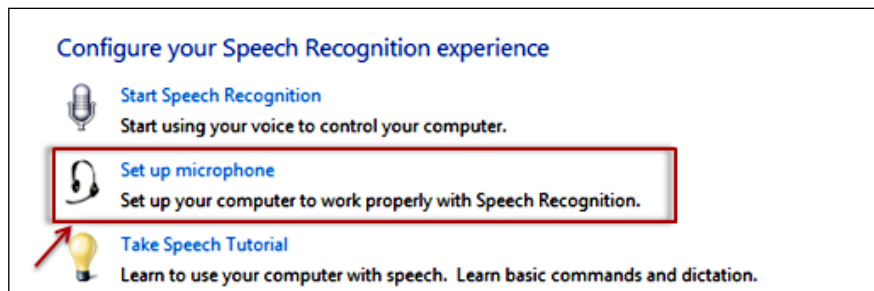 Configure your Speech Recognition experience
Start Speech Recognition
Start using your voice to control your computer.
Set up microphone
Set up your computer to work properly with Speech Recognition.
Take Speech Tutorial
Learn to use your computer with speech.  Learn basic commands and dictation.